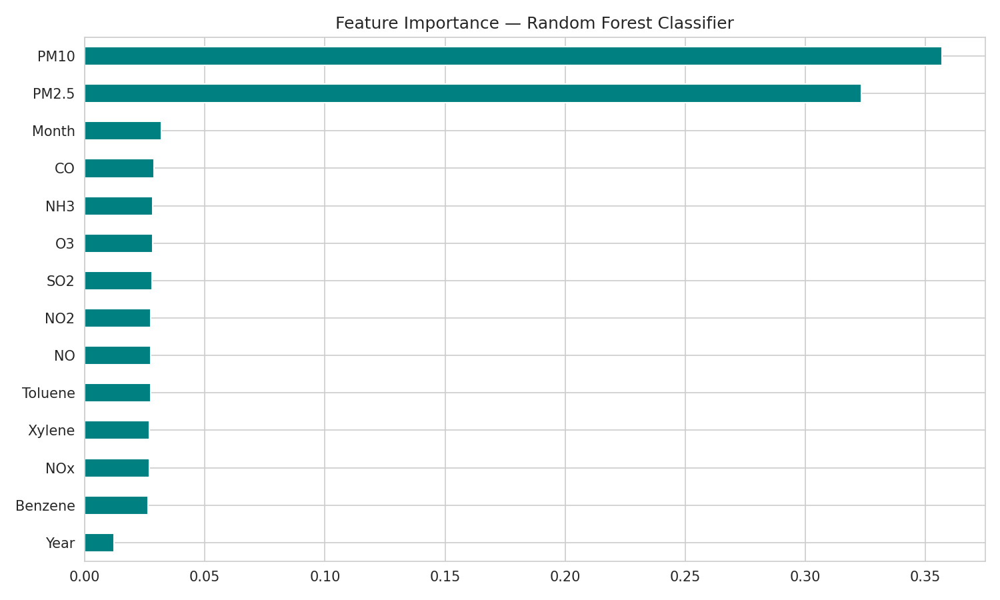 Feature Importance — Random Forest Classifier
PM10
PM2.5
Month
CO
NH3
O3
SO2
NO2
NO
Toluene
Xylene
NOx
Benzene
Year
0.00 0.05 0.10 0.15 0.20 0.25 0.30 0.35